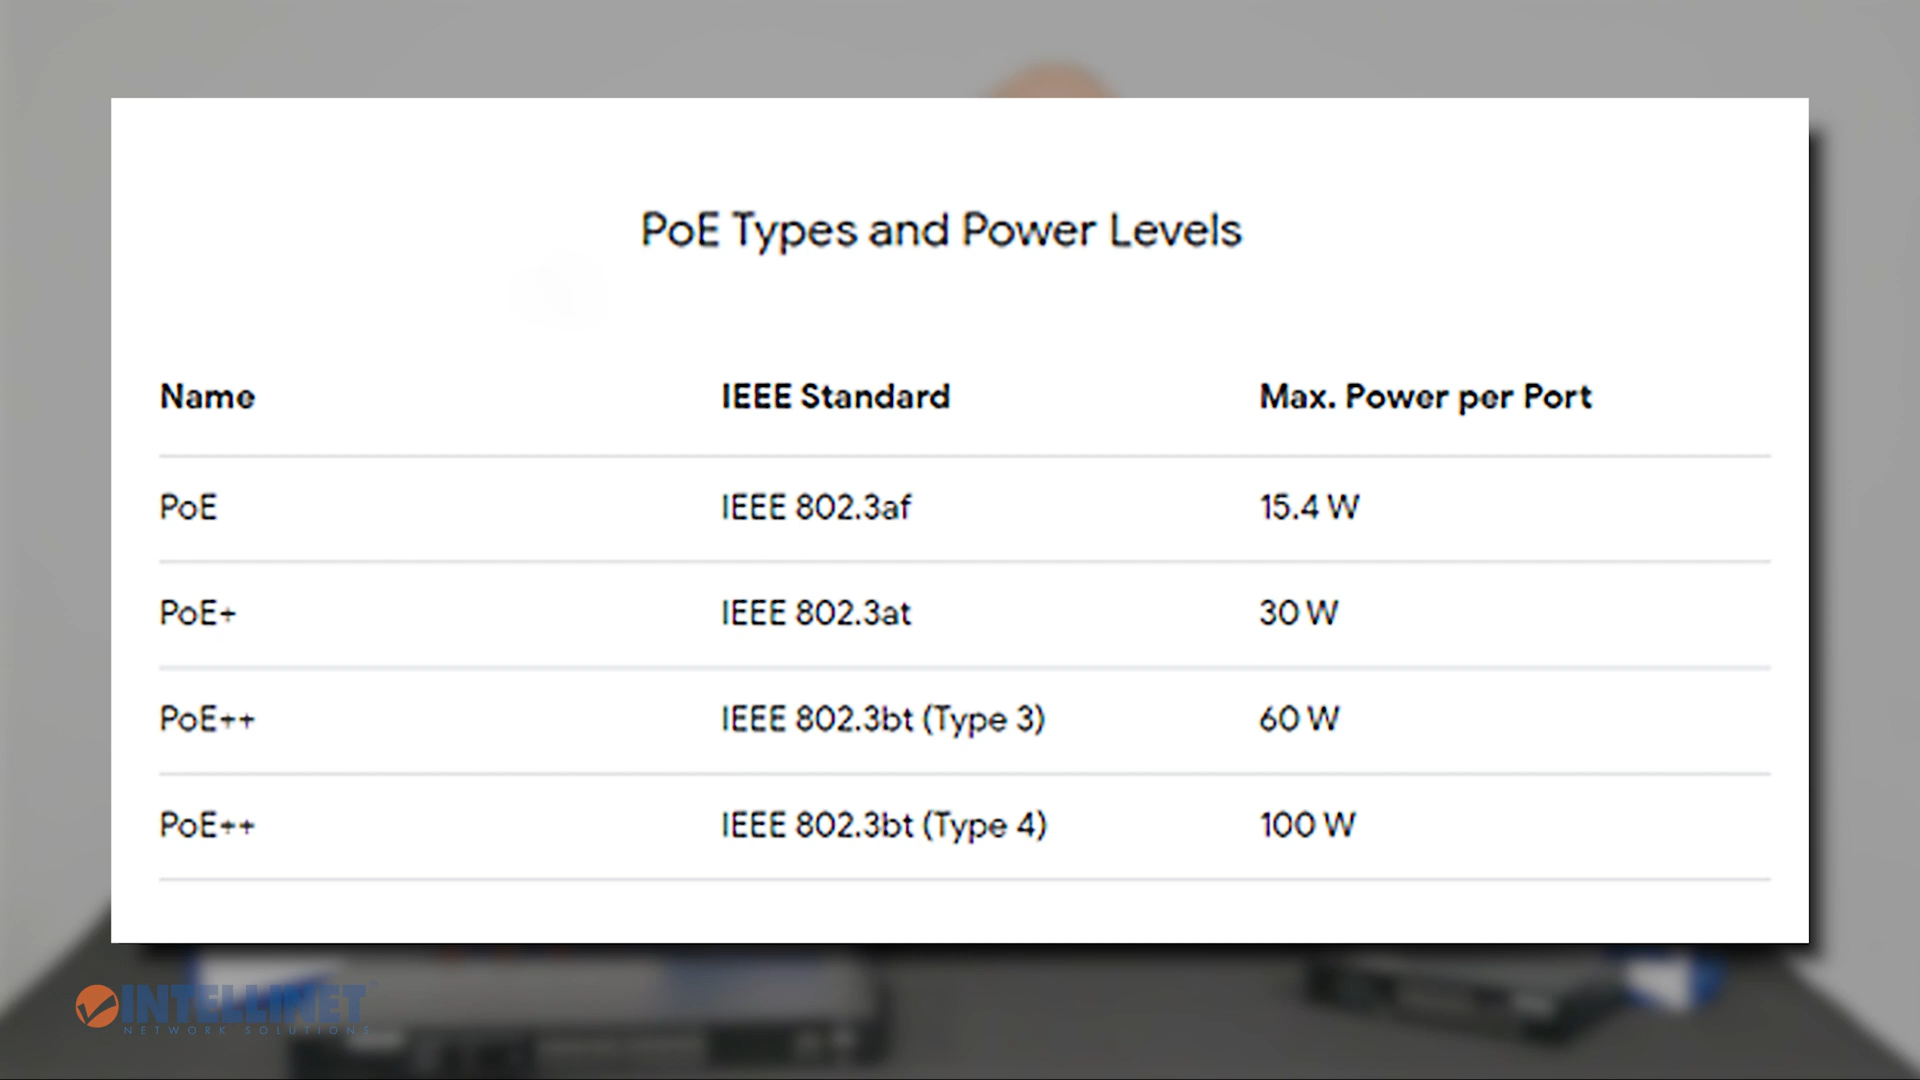 PoE Types and Power Levels
Name IEEE Standard Max. Power per Port
PoE IEEE 802.3af 15.4 W
PoE+ IEEE 802.3at 30 W
PoE++ IEEE 802.3bt (Type 3) 60 W
PoE++ IEEE 802.3bt (Type 4) 100 W
INTELLINET
NETWORK SOLUTIONS